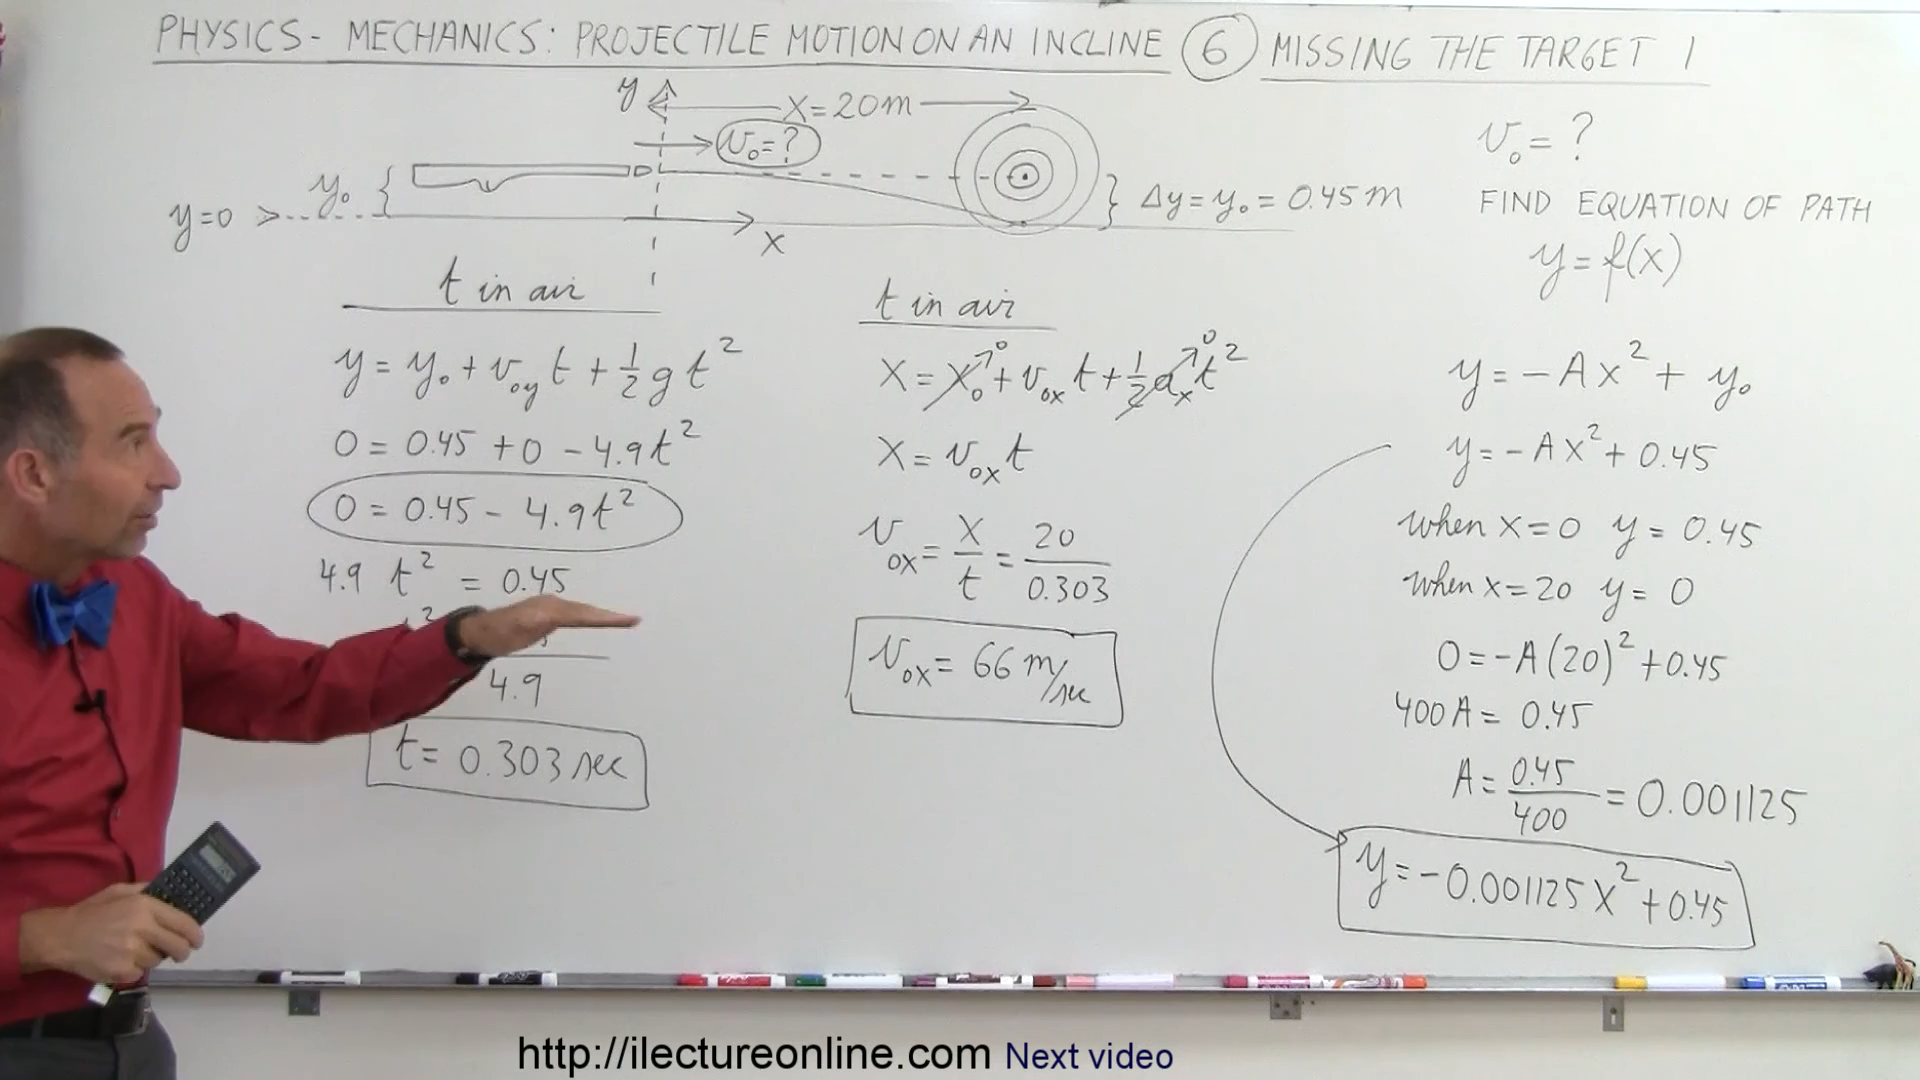 PHYSICS - MECHANICS: PROJECTILE MOTION ON AN INCLINE ⑥ MISSING THE TARGET 1
y
X = 20m
v₀ = ?
y₀ {
y=0
x
} Δy = y₀ = 0.45 m
t in air
y = y₀ + v₀y t + ½ g t²
0 = 0.45 + 0 - 4.9t²
0 = 0.45 - 4.9t²
4.9 t² = 0.45
4.9
t = 0.303 sec
t in air
X = X₀ ↗⁰ + v₀x t + ½ aₓ ↗⁰ t²
X = v₀x t
v₀x = X/t = 20/0.303
v₀x = 66 m/sec
v₀ = ?
FIND EQUATION OF PATH
y = f(x)
y = -Ax² + y₀
y = -Ax² + 0.45
when x=0 y = 0.45
when x=20 y = 0
0 = -A(20)² + 0.45
400A = 0.45
A = 0.45/400 = 0.001125
y = -0.001125x² + 0.45
http://ilectureonline.com Next video